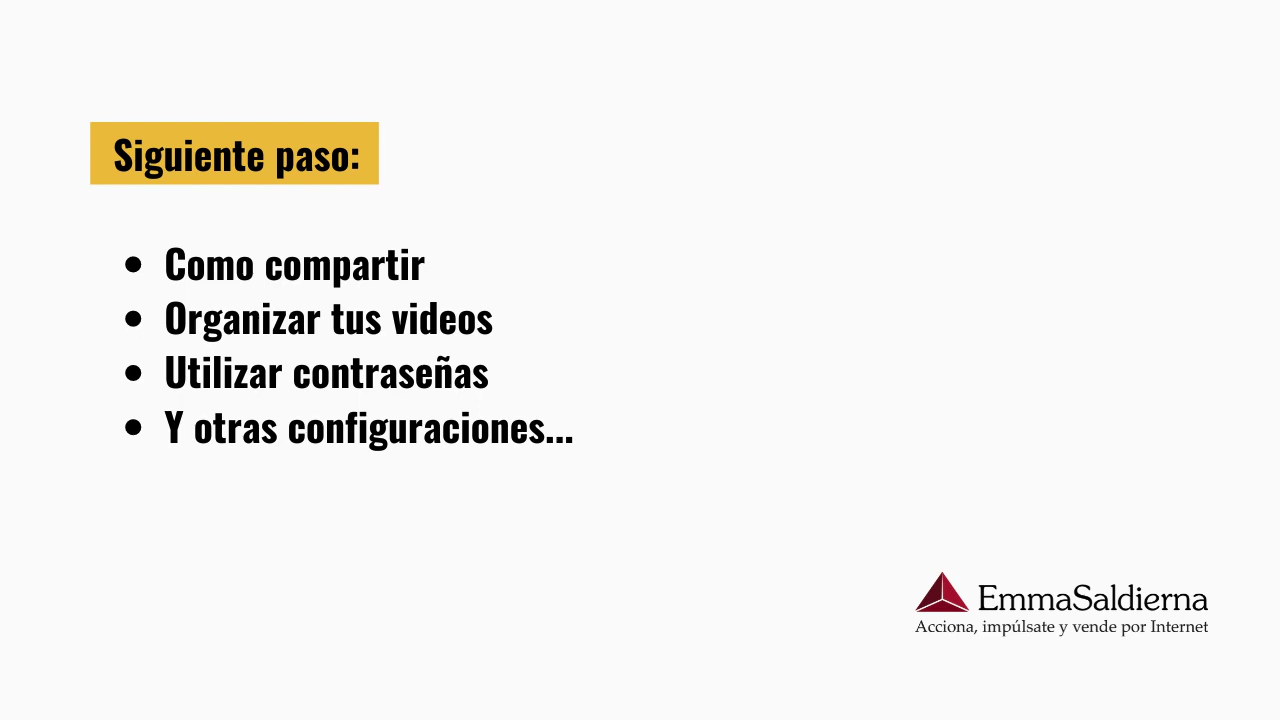 Siguiente paso:
• Como compartir
• Organizar tus videos
• Utilizar contraseñas
• Y otras configuraciones...
EmmaSaldierna
Acciona, impúlsate y vende por Internet